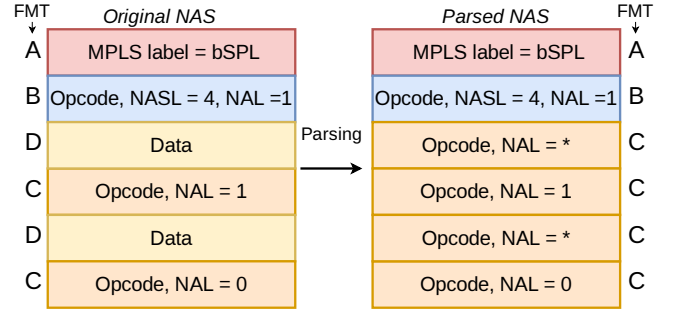 FMT
Original NAS
Parsed NAS
FMT
A
MPLS label = bSPL
MPLS label = bSPL
A
B
Opcode, NASL = 4, NAL =1
Opcode, NASL = 4, NAL =1
B
D
Data
Parsing
Opcode, NAL = *
C
C
Opcode, NAL = 1
Opcode, NAL = 1
C
D
Data
Opcode, NAL = *
C
C
Opcode, NAL = 0
Opcode, NAL = 0
C